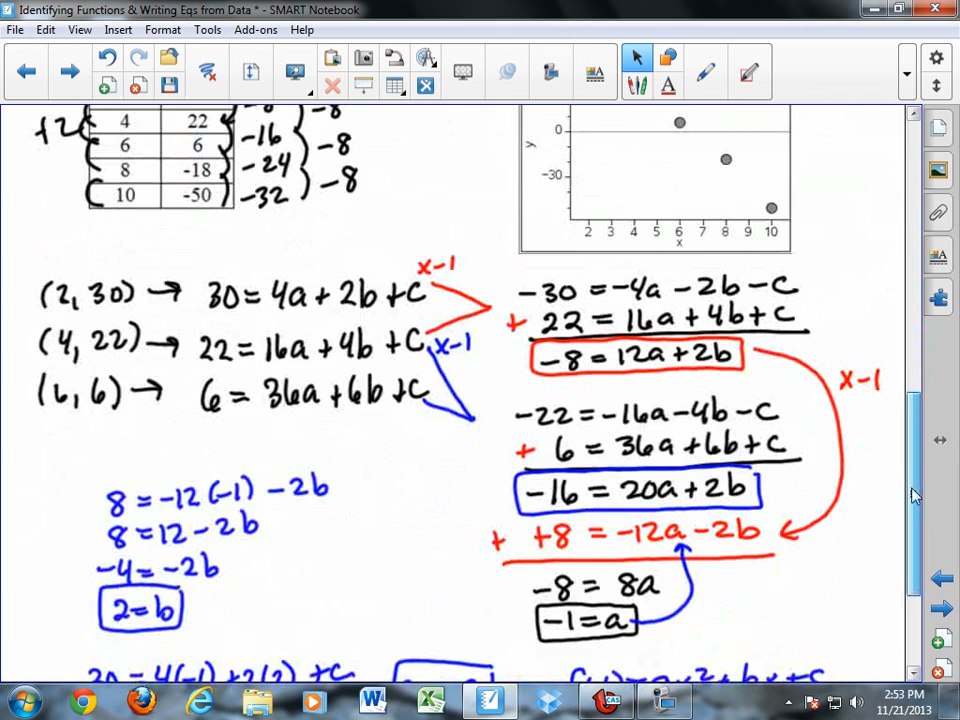 Identifying Functions & Writing Eqs from Data * - SMART Notebook
File Edit View Insert Format Tools Add-ons Help
+2
4 22 -16 -8
6 6 -24 -8
8 -18 -32 -8
10 -50
0
-30
y
2 3 4 5 6 7 8 9 10
x
(2, 30) → 30 = 4a + 2b + c x-1
(4, 22) → 22 = 16a + 4b + c x-1
(6, 6) → 6 = 36a + 6b + c
-30 = -4a - 2b - c
+ 22 = 16a + 4b + c
-8 = 12a + 2b
x-1
-22 = -16a - 4b - c
+ 6 = 36a + 6b + c
-16 = 20a + 2b
+ +8 = -12a - 2b
-8 = 8a
-1 = a
8 = -12(-1) - 2b
8 = 12 - 2b
-4 = -2b
2 = b
30 = 4(-1) + 2(2) + c
2:53 PM
11/21/2013